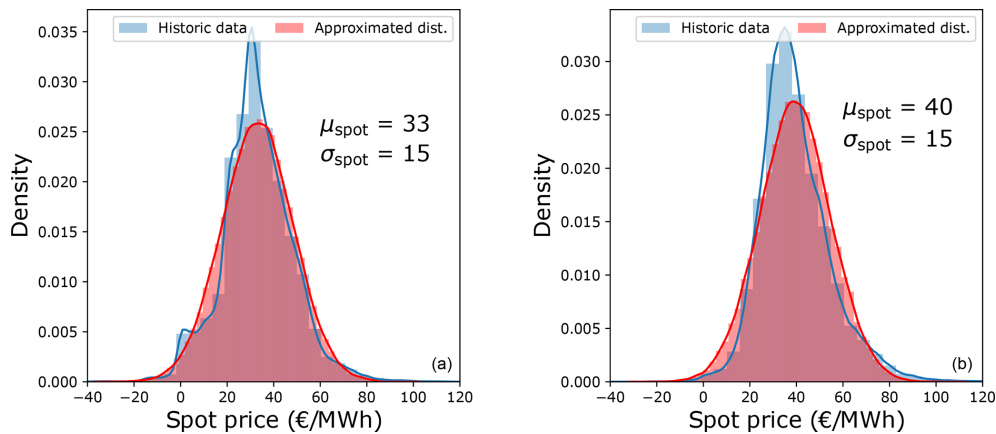 Historic data Approximated dist.
0.035
0.030
0.025
0.020
0.015
0.010
0.005
0.000
Density
μspot = 33
σspot = 15
(a)
−40 −20 0 20 40 60 80 100 120
Spot price (€/MWh)
Historic data Approximated dist.
0.030
0.025
0.020
0.015
0.010
0.005
0.000
Density
μspot = 40
σspot = 15
(b)
−40 −20 0 20 40 60 80 100 120
Spot price (€/MWh)